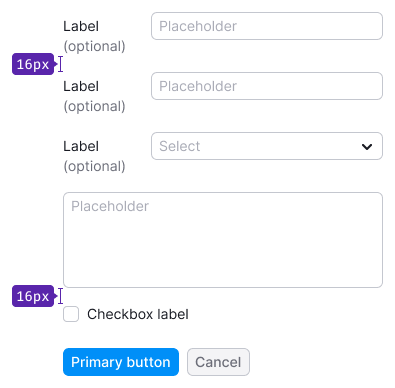 Label
Placeholder
(optional)
16px
Label
Placeholder
(optional)
Label
Select
(optional)
Placeholder
16px
Checkbox label
Primary button
Cancel